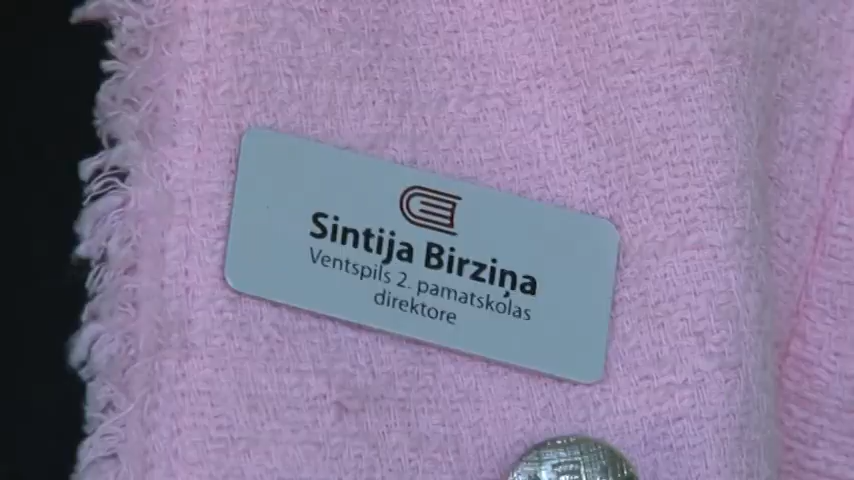 Sintija Birziņa
Ventspils 2. pamatskolas
direktore